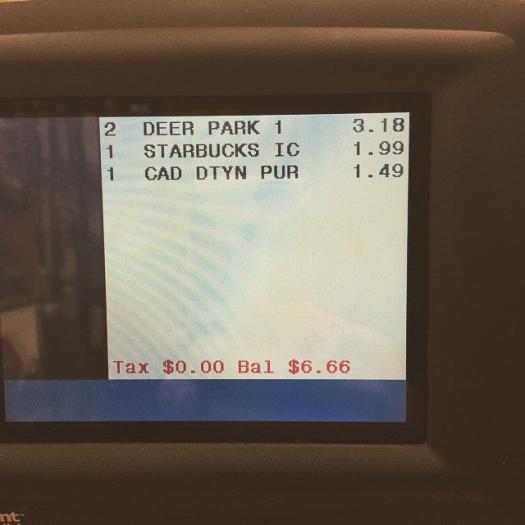 2 DEER PARK 1 3.18
1 STARBUCKS IC 1.99
1 CAD DTYN PUR 1.49
Tax $0.00 Bal $6.66
nt